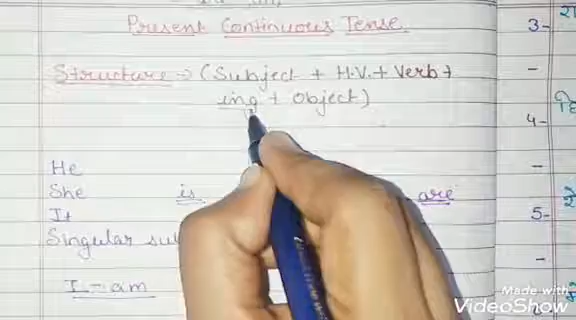 Present Continuous Tense
Structure → (Subject + H.V. + Verb +
ing + Object)
He
She is are
It
Singular
I - am
3-
4-
5-
Made with
VideoShow